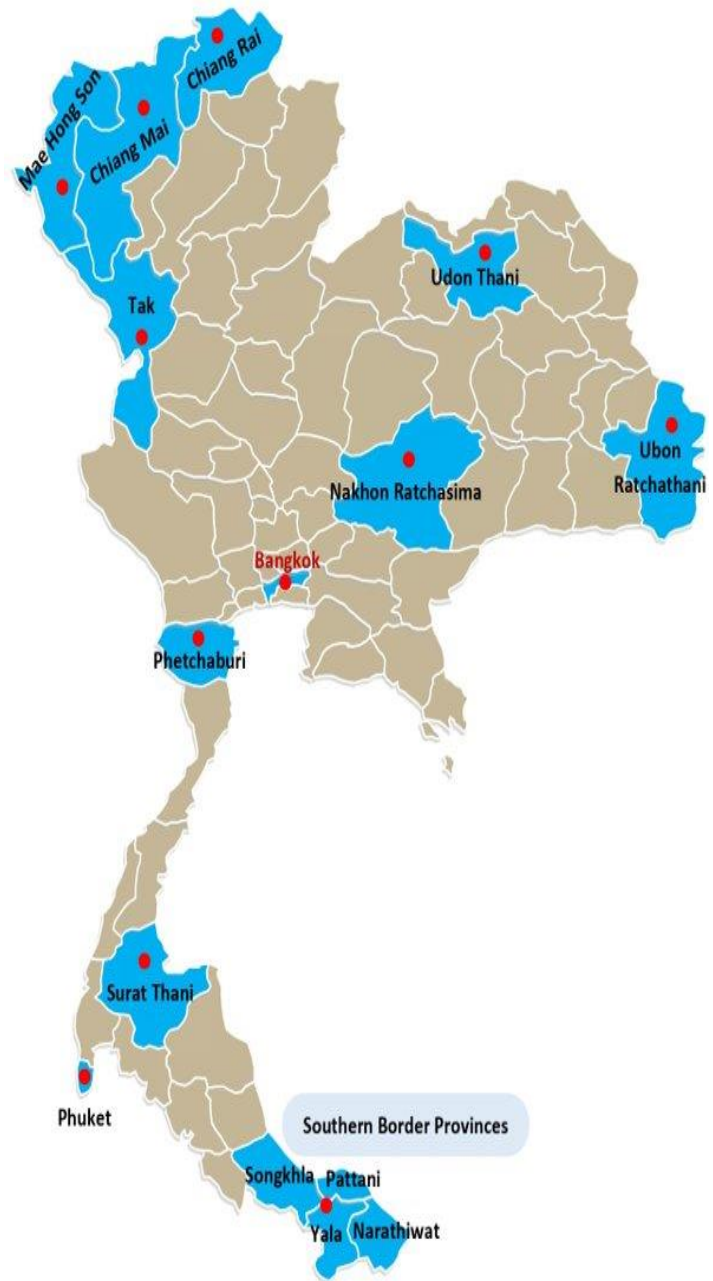 Chiang Rai
Mae Hong Son
Chiang Mai
Udon Thani
Tak
Ubon
Ratchathani
Nakhon Ratchasima
Bangkok
Phetchaburi
Surat Thani
Phuket
Southern Border Provinces
Songkhla
Pattani
Yala
Narathiwat